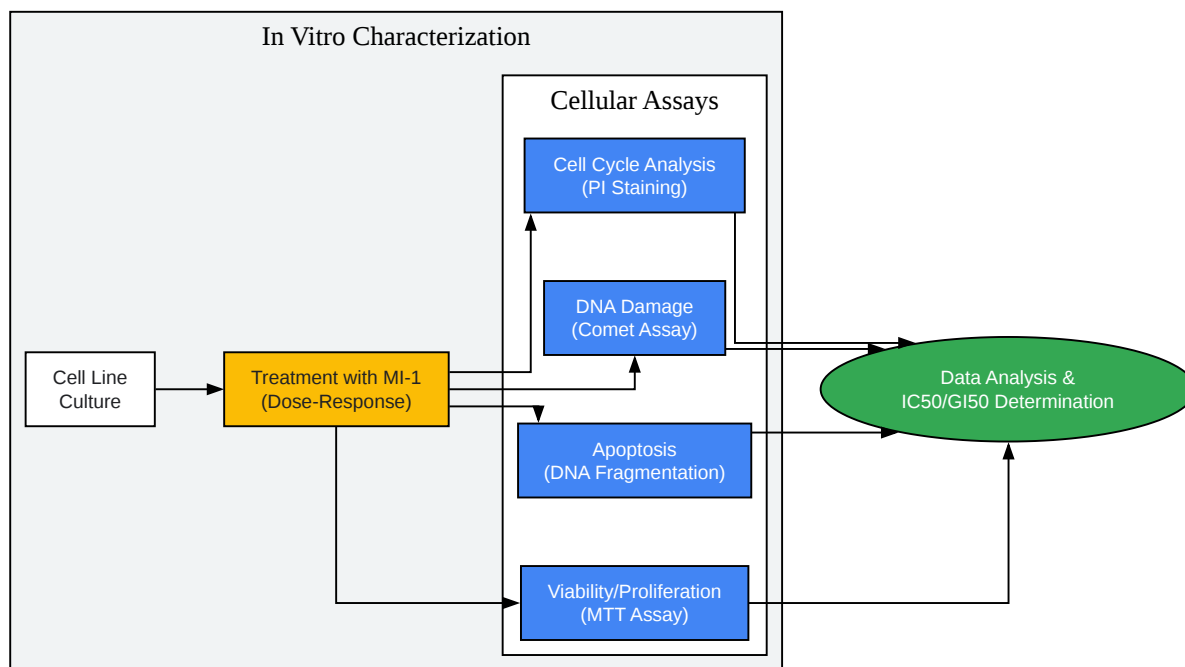 In Vitro Characterization
Cellular Assays
Cell Cycle Analysis
(PI Staining)
DNA Damage
(Comet Assay)
Cell Line
Culture
Treatment with MI-1
(Dose-Response)
Data Analysis &
IC50/GI50 Determination
Apoptosis
(DNA Fragmentation)
Viability/Proliferation
(MTT Assay)